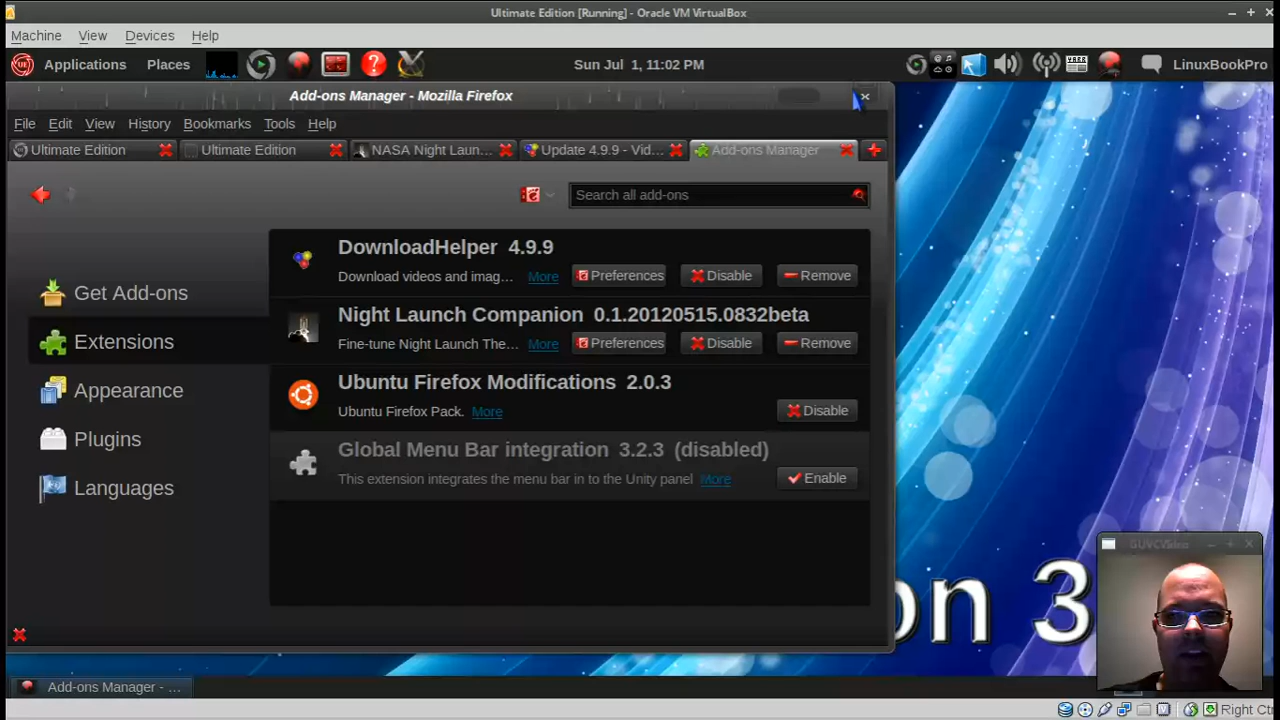 Ultimate Edition [Running] - Oracle VM VirtualBox
Machine View Devices Help
Applications Places Sun Jul 1, 11:02 PM LinuxBookPro
Add-ons Manager - Mozilla Firefox
File Edit View History Bookmarks Tools Help
Ultimate Edition Ultimate Edition NASA Night Laun... Update 4.9.9 - Vid... Add-ons Manager
Search all add-ons
DownloadHelper 4.9.9
Download videos and imag... More Preferences Disable Remove
Get Add-ons
Night Launch Companion 0.1.20120515.0832beta
Fine-tune Night Launch The... More Preferences Disable Remove
Extensions
Ubuntu Firefox Modifications 2.0.3
Ubuntu Firefox Pack. More Disable
Appearance
Global Menu Bar integration 3.2.3 (disabled)
This extension integrates the menu bar in to the Unity panel More Enable
Plugins
Languages
GUVCVideo
on 3
Add-ons Manager - ...
Right Ctr